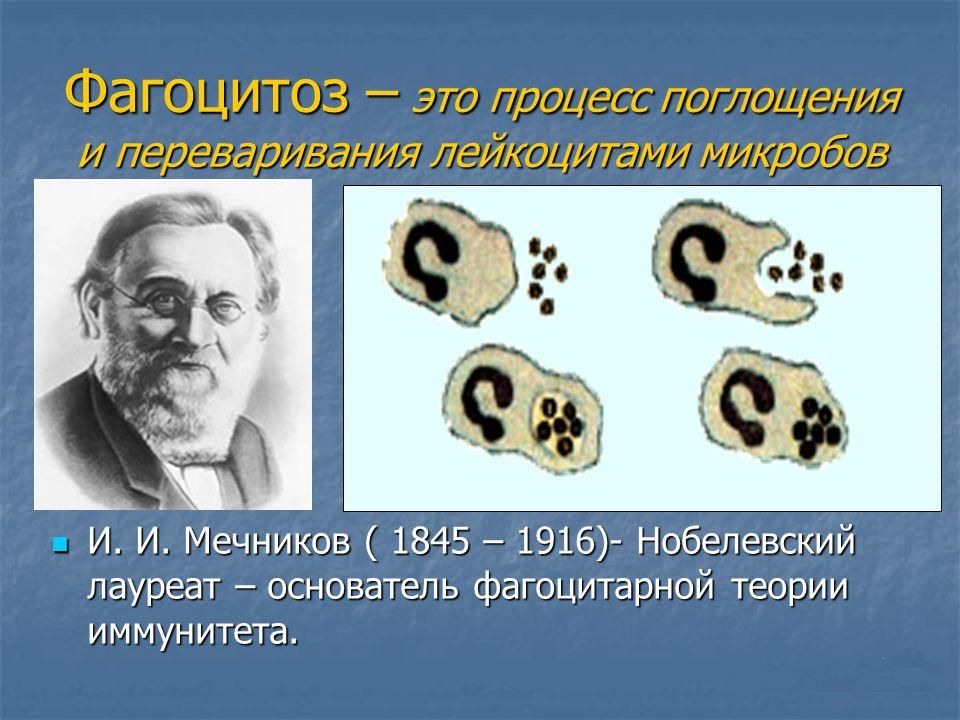 Фагоцитоз – это процесс поглощения
и переваривания лейкоцитами микробов
И. И. Мечников ( 1845 – 1916)- Нобелевский
лауреат – основатель фагоцитарной теории
иммунитета.